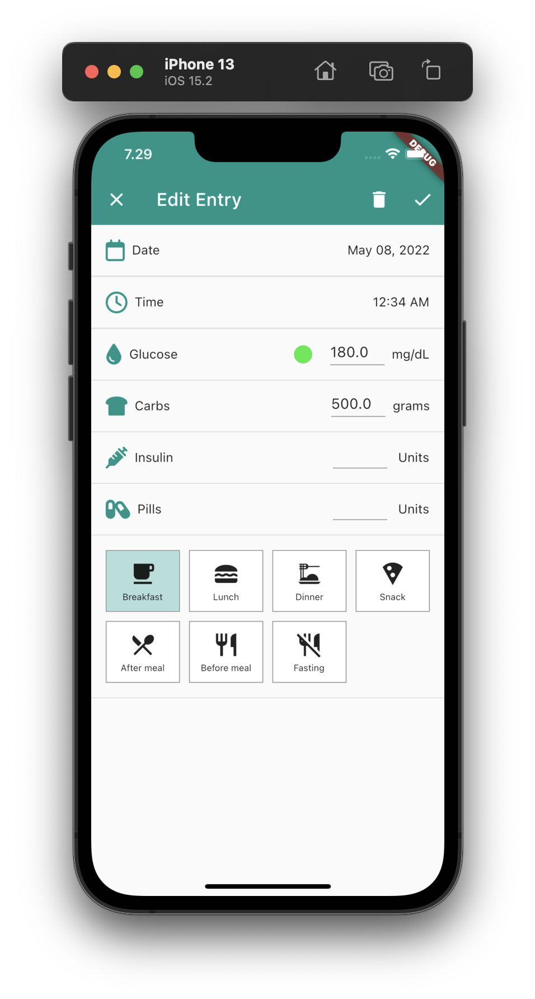 iPhone 13
iOS 15.2
7.29
DEBUG
Edit Entry
Date May 08, 2022
Time 12:34 AM
Glucose 180.0 mg/dL
Carbs 500.0 grams
Insulin Units
Pills Units
Breakfast Lunch Dinner Snack
After meal Before meal Fasting